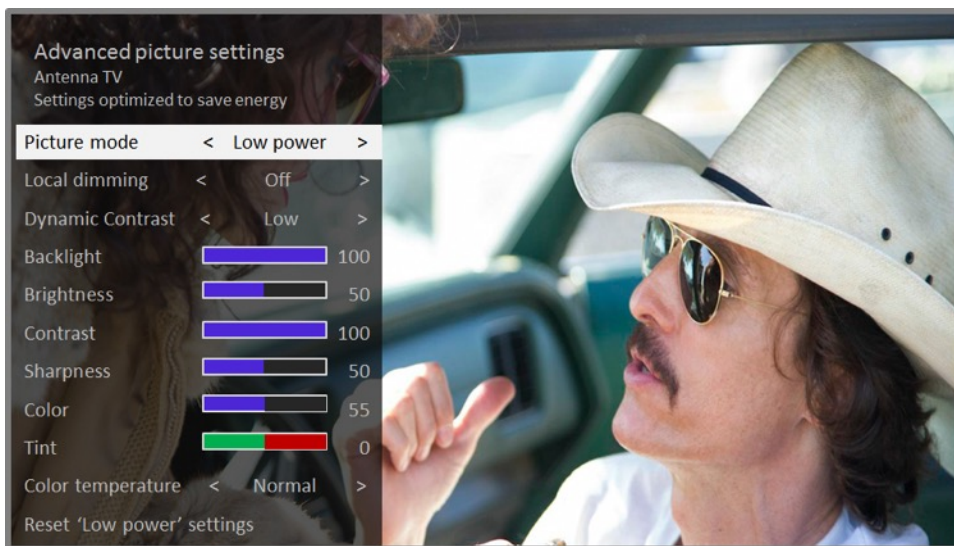 Advanced picture settings
Antenna TV
Settings optimized to save energy
Picture mode < Low power >
Local dimming < Off >
Dynamic Contrast < Low >
Backlight 100
Brightness 50
Contrast 100
Sharpness 50
Color 55
Tint 0
Color temperature < Normal >
Reset ‘Low power’ settings